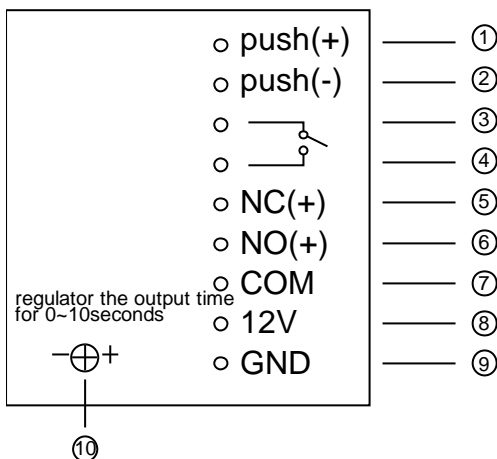 push(+) ①
push(-) ②
③
④
NC(+) ⑤
NO(+) ⑥
COM ⑦
regulator the output time
for 0~10seconds
12V ⑧
GND ⑨
− +
⑩